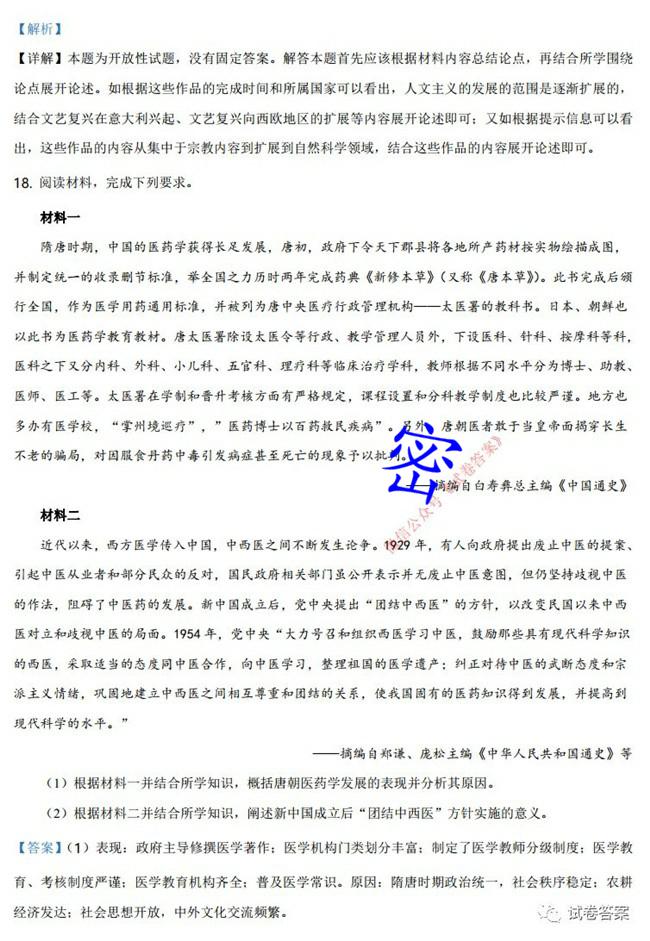 【解析】
【详解】本题为开放性试题，没有固定答案。解答本题首先应该根据材料内容总结论点，再结合所学围绕
论点展开论述。如根据这些作品的完成时间和所属国家可以看出，人文主义的发展的范围是逐渐扩展的，
结合文艺复兴在意大利兴起、文艺复兴向西欧地区的扩展等内容展开论述即可；又如根据提示信息可以看
出，这些作品的内容从集中于宗教内容到扩展到自然科学领域，结合这些作品的内容展开论述即可。
18. 阅读材料，完成下列要求。
材料一
隋唐时期，中国的医药学获得长足发展，唐初，政府下令天下郡县将各地所产药材按实物绘描成图，
并制定统一的收录删节标准，举全国之力历时两年完成药典《新修本草》（又称《唐本草》）。此书完成后颁
行全国，作为医学用药通用标准，并被列为唐中央医疗行政管理机构——太医署的教科书。日本、朝鲜也
以此书为医药学教育教材。唐太医署除设太医令等行政、教学管理人员外，下设医科、针科、按摩科等科，
医科之下又分内科、外科、小儿科、五官科、理疗科等临床治疗学科，教师根据不同水平分为博士、助教、
医师、医工等。太医署在学制和晋升考核方面有严格规定，课程设置和分科教学制度也比较严谨。地方也
多办有医学校，“掌州境巡疗”，”医药博士以百药救民疾病”。另外，唐朝医者敢于当皇帝面揭穿长生
不老的骗局，对因服食丹药中毒引发病症甚至死亡的现象予以批判。
密
微信公众号《试卷答案》
——摘编自白寿彝总主编《中国通史》
材料二
近代以来，西方医学传入中国，中西医之间不断发生论争。1929 年，有人向政府提出废止中医的提案、
引起中医从业者和部分民众的反对，国民政府相关部门虽公开表示并无废止中医意图，但仍坚持歧视中医
的作法，阻碍了中医药的发展。新中国成立后，党中央提出“团结中西医”的方针，以改变民国以来中西
医对立和歧视中医的局面。1954 年，党中央“大力号召和组织西医学习中医，鼓励那些具有现代科学知识
的西医，采取适当的态度同中医合作，向中医学习，整理祖国的医学遗产；纠正对待中医的武断态度和宗
派主义情绪，巩固地建立中西医之间相互尊重和团结的关系，使我国固有的医药知识得到发展，并提高到
现代科学的水平。”
——摘编自郑谦、庞松主编《中华人民共和国通史》等
（1）根据材料一并结合所学知识，概括唐朝医药学发展的表现并分析其原因。
（2）根据材料二并结合所学知识，阐述新中国成立后“团结中西医”方针实施的意义。
【答案】（1）表现：政府主导修撰医学著作；医学机构门类划分丰富；制定了医学教师分级制度；医学教
育、考核制度严谨；医学教育机构齐全；普及医学常识。原因：隋唐时期政治统一，社会秩序稳定；农耕
经济发达；社会思想开放，中外文化交流频繁。
试卷答案